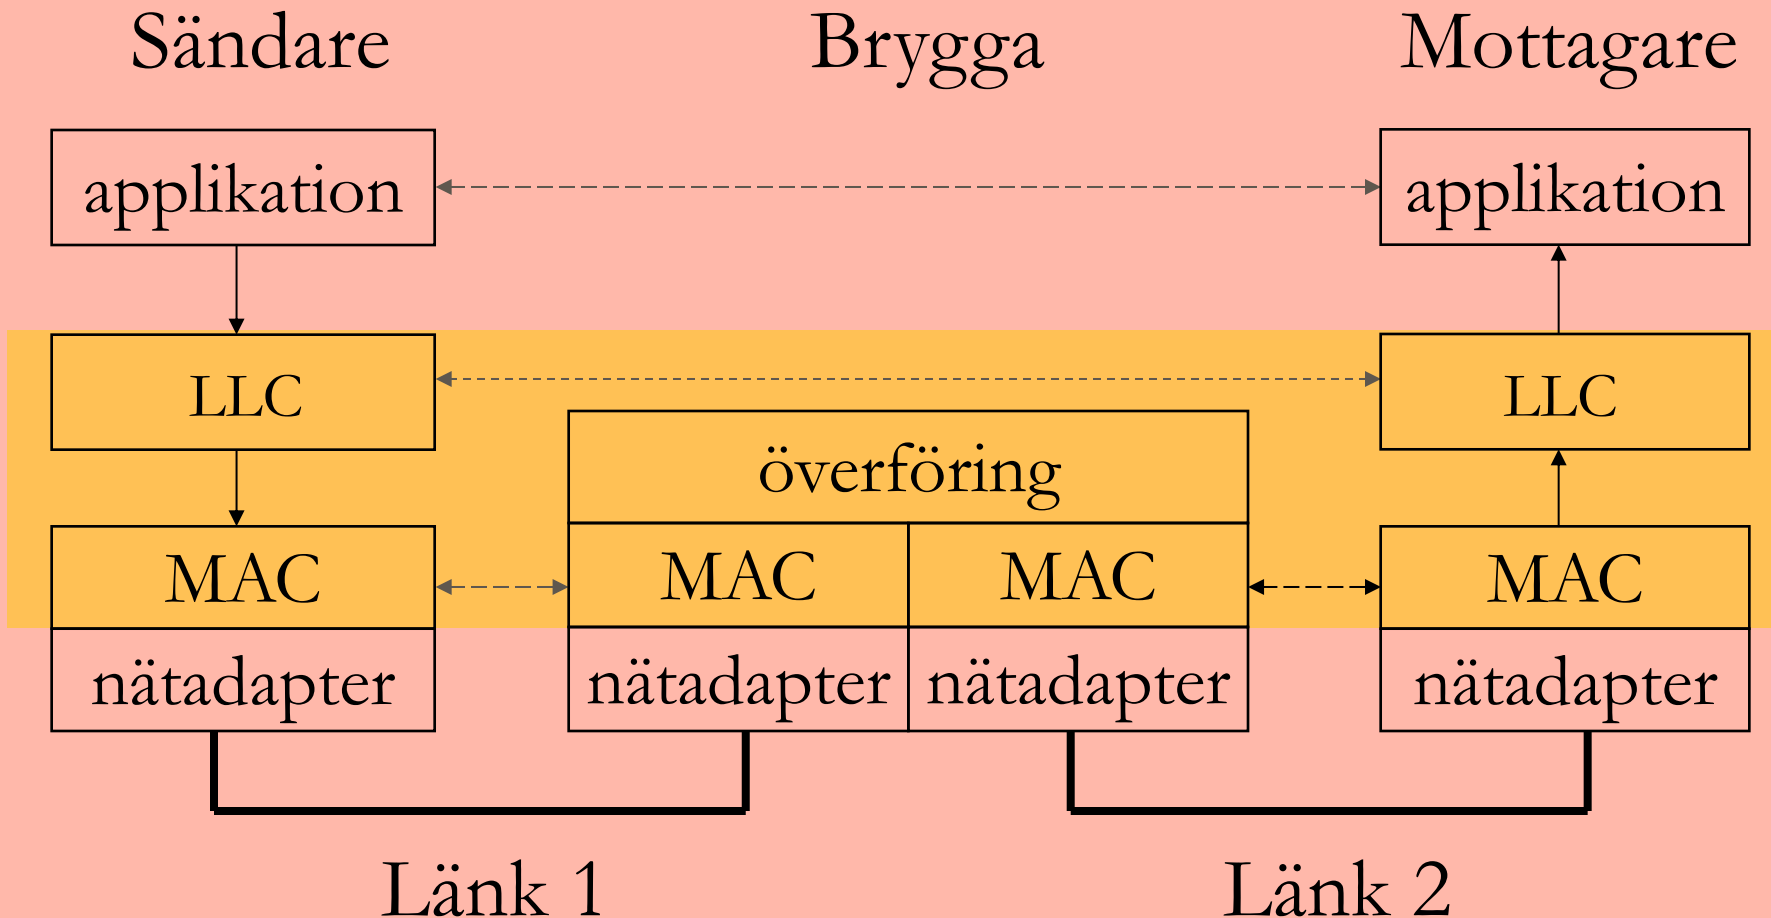 Sändare
Brygga
Mottagare
applikation
applikation
LLC
LLC
överföring
MAC
MAC
MAC
MAC
nätadapter
nätadapter
nätadapter
nätadapter
Länk 1
Länk 2